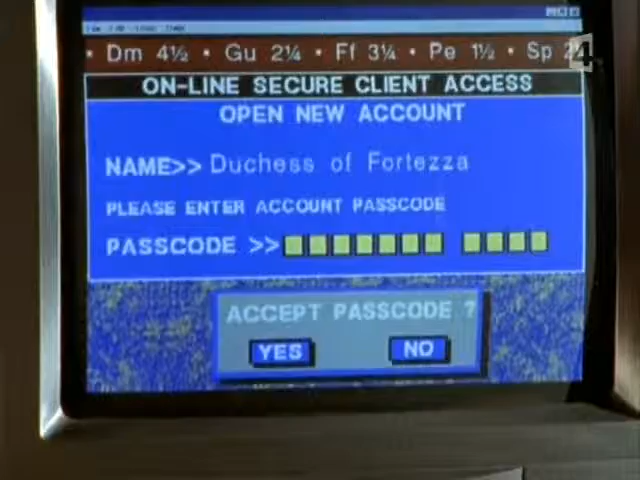 • Dm 4½ • Gu 2¼ • Ff 3¼ • Pe 1½ • Sp
4
ON-LINE SECURE CLIENT ACCESS
OPEN NEW ACCOUNT
NAME>> Duchess of Fortezza
PLEASE ENTER ACCOUNT PASSCODE
PASSCODE >>
ACCEPT PASSCODE ?
YES NO